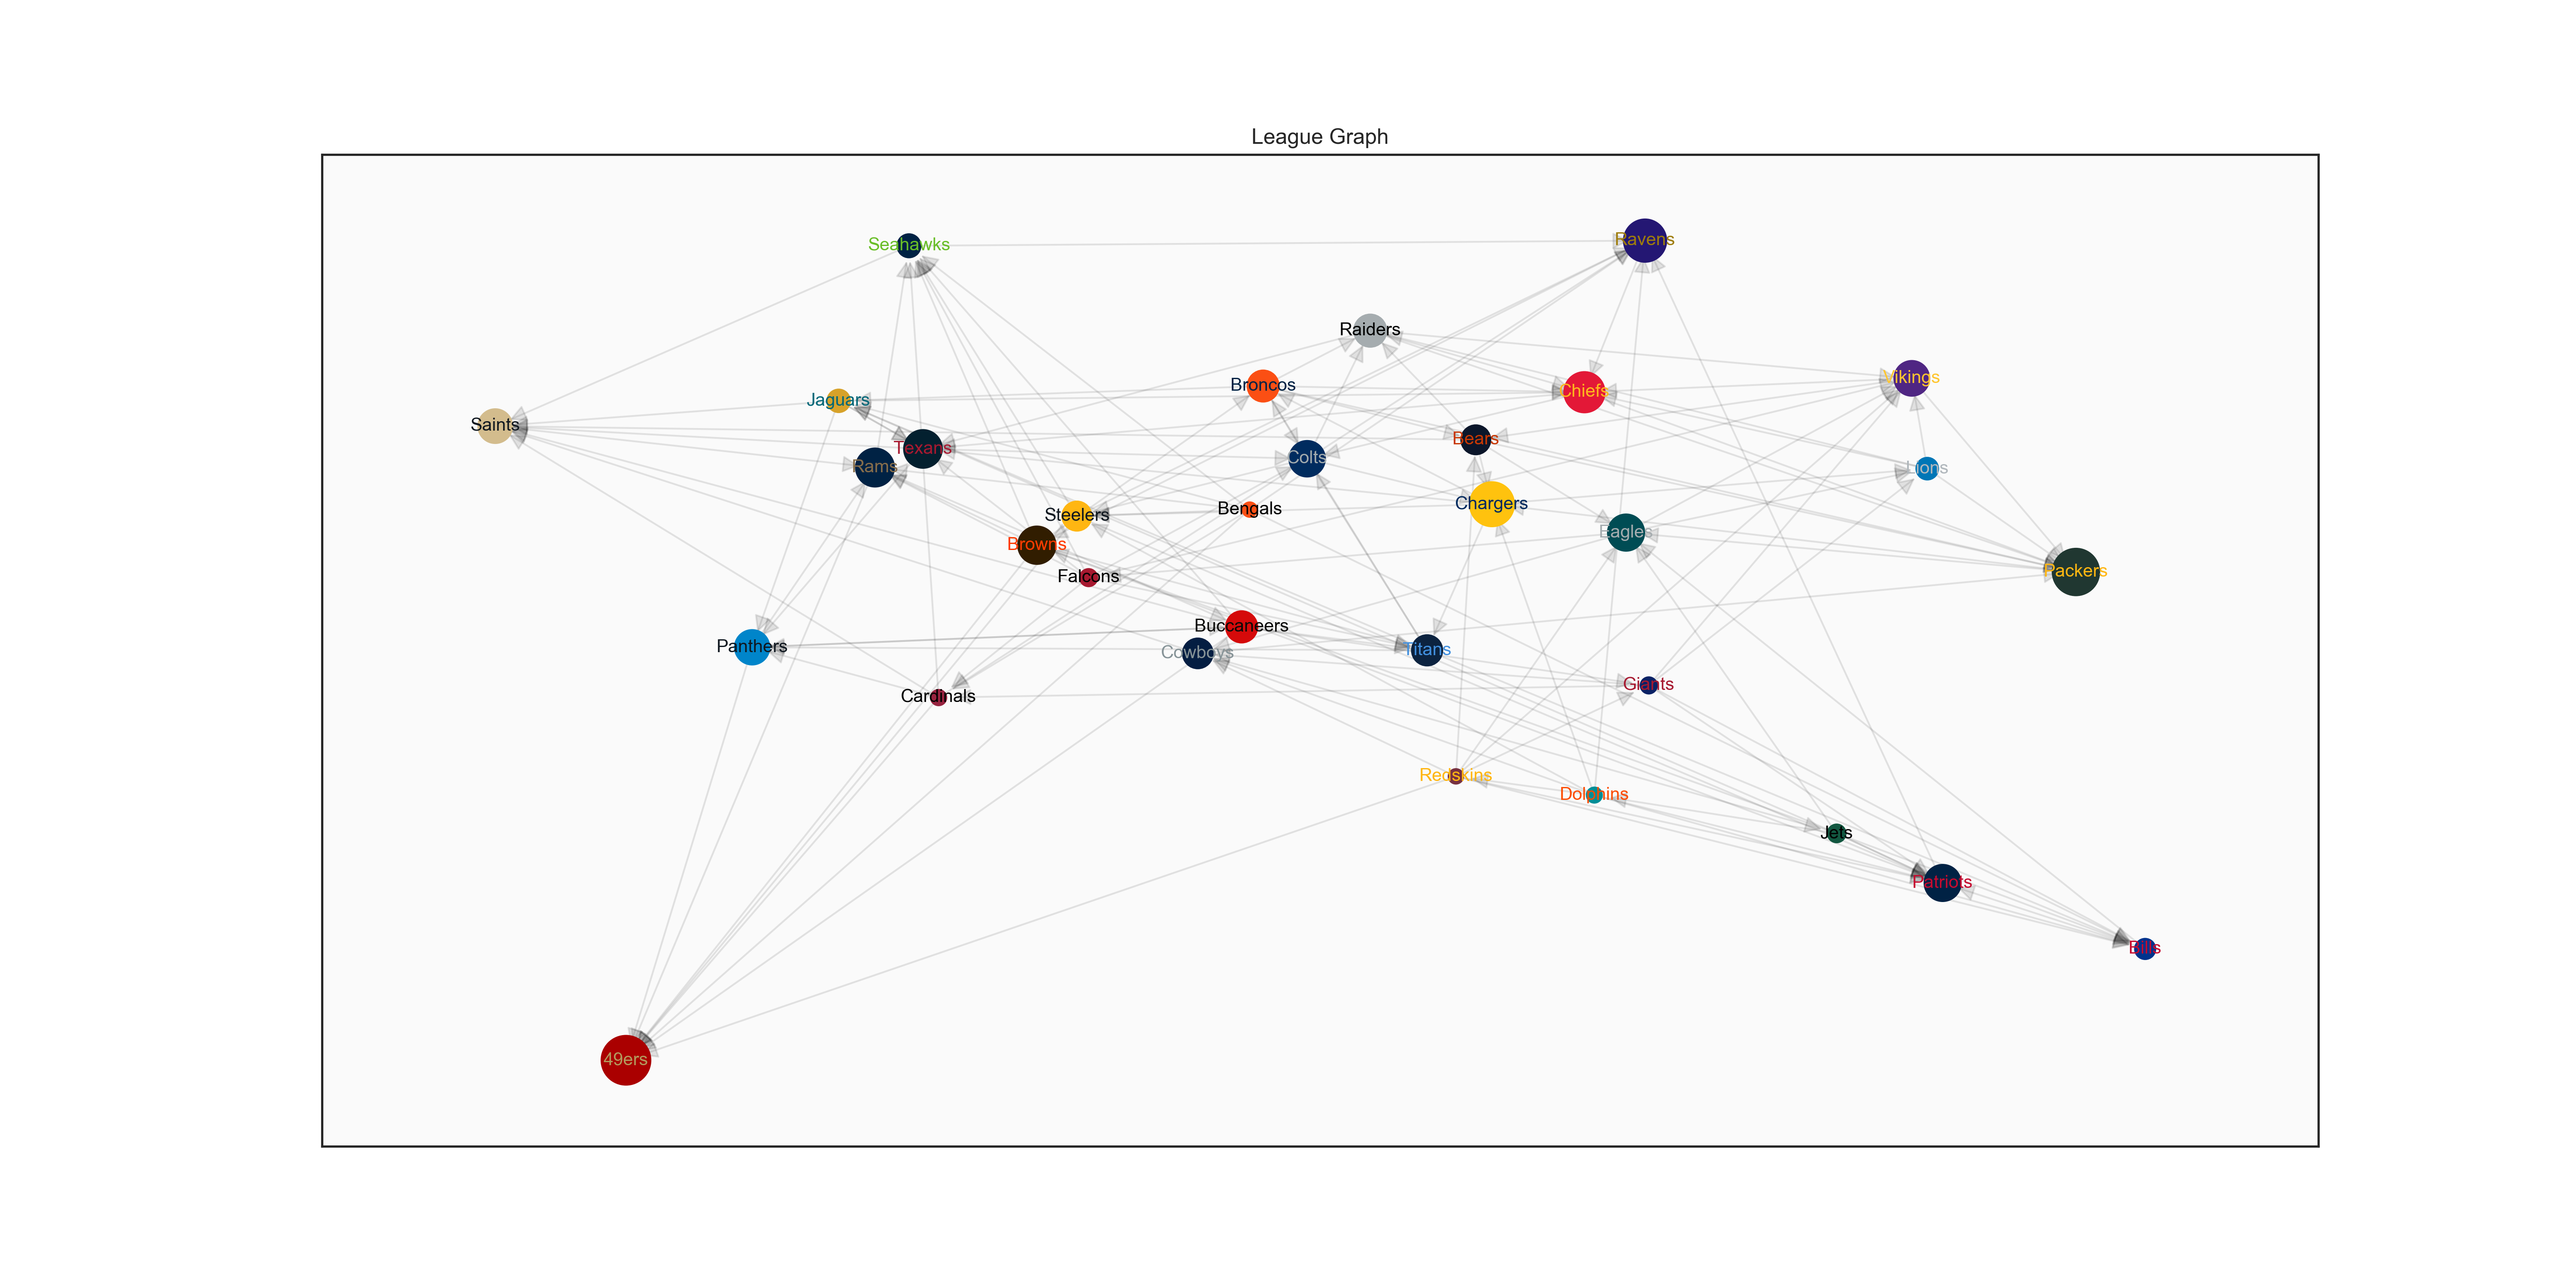 League Graph
Seahawks
Ravens
Raiders
Broncos
Chiefs
Vikings
Jaguars
Saints
Texans
Bears
Rams
Colts
Lions
Chargers
Steelers
Bengals
Eagles
Browns
Falcons
Packers
Buccaneers
Panthers
Cowboys
Titans
Giants
Cardinals
Redskins
Dolphins
Jets
Patriots
Bills
49ers